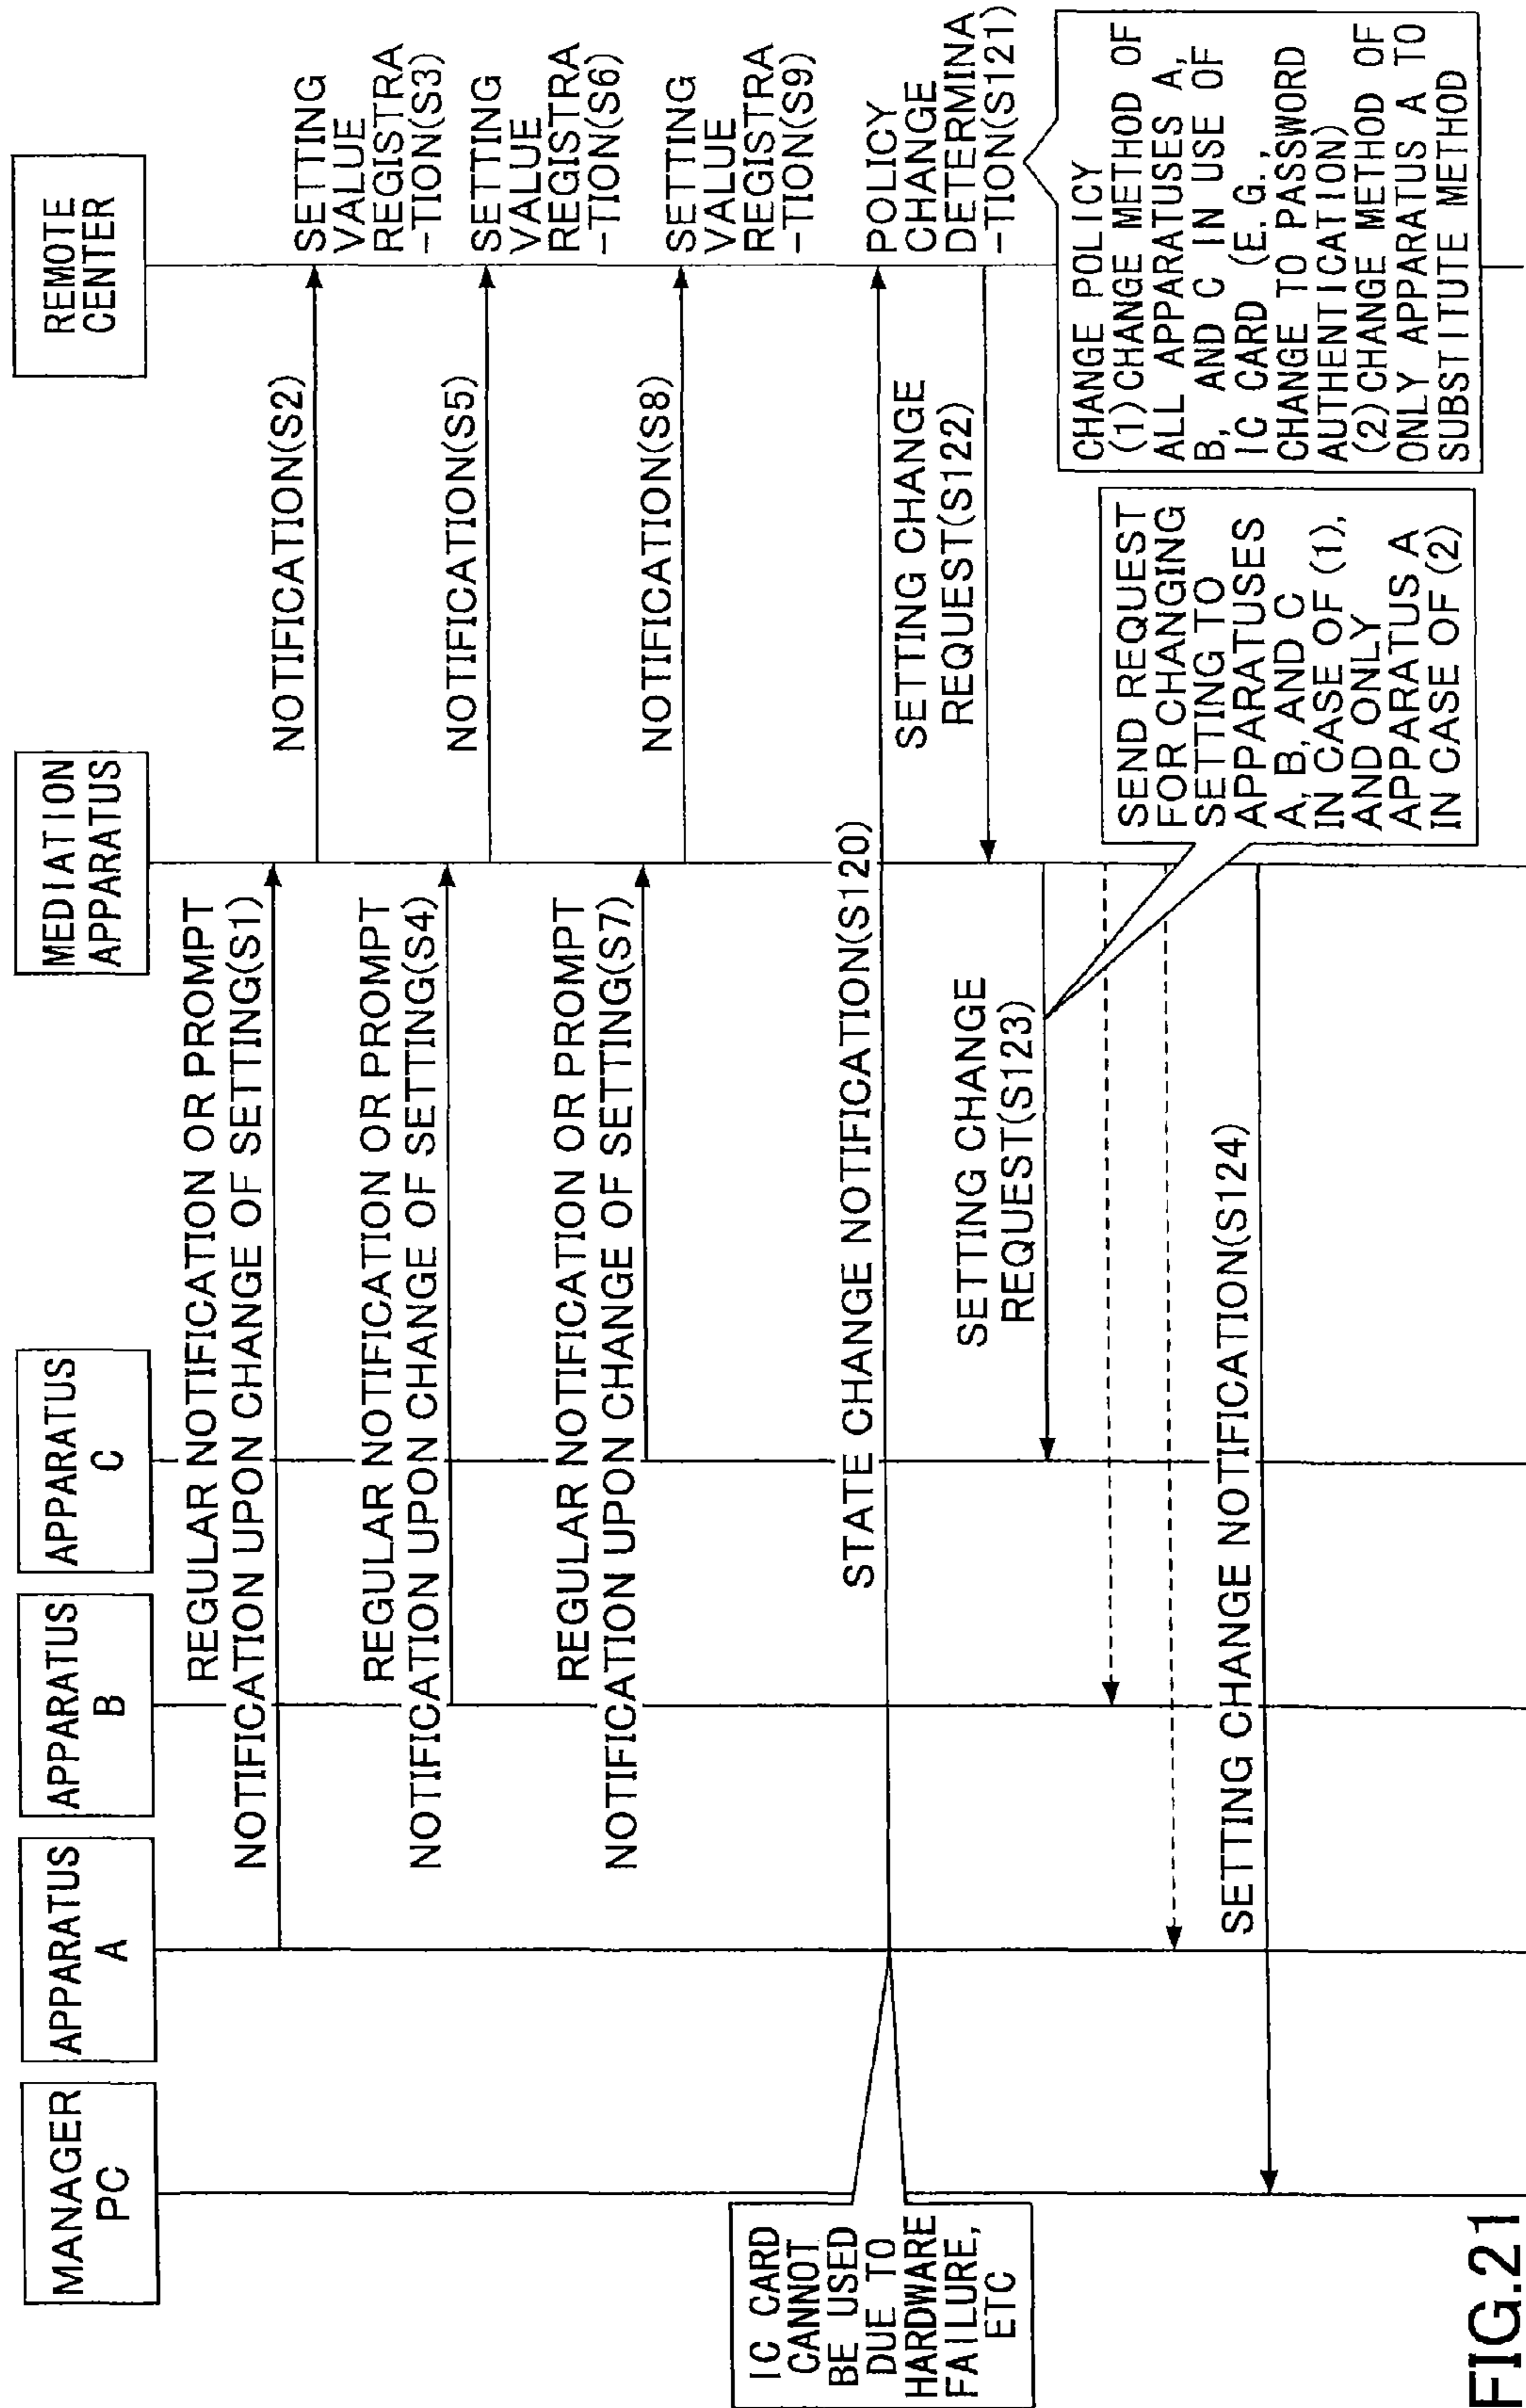 MANAGER
PC
APPARATUS
A
APPARATUS
B
APPARATUS
C
MEDIATION
APPARATUS
REMOTE
CENTER
REGULAR NOTIFICATION OR PROMPT
NOTIFICATION UPON CHANGE OF SETTING(S1)
NOTIFICATION(S2)
SETTING
VALUE
REGISTRA
-TION(S3)
REGULAR NOTIFICATION OR PROMPT
NOTIFICATION UPON CHANGE OF SETTING(S4)
NOTIFICATION(S5)
SETTING
VALUE
REGISTRA
-TION(S6)
REGULAR NOTIFICATION OR PROMPT
NOTIFICATION UPON CHANGE OF SETTING(S7)
NOTIFICATION(S8)
SETTING
VALUE
REGISTRA
-TION(S9)
IC CARD
CANNOT
BE USED
DUE TO
HARDWARE
FAILURE,
ETC
STATE CHANGE NOTIFICATION(S120)
POLICY
CHANGE
DETERMINA
-TION(S121)
SETTING CHANGE
REQUEST(S122)
SETTING CHANGE
REQUEST(S123)
CHANGE POLICY
(1)CHANGE METHOD OF
ALL APPARATUSES A,
B, AND C IN USE OF
IC CARD (E.G.,
CHANGE TO PASSWORD
AUTHENTICATION)
(2)CHANGE METHOD OF
ONLY APPARATUS A TO
SUBSTITUTE METHOD
SEND REQUEST
FOR CHANGING
SETTING TO
APPARATUSES
A, B, AND C
IN CASE OF (1),
AND ONLY
APPARATUS A
IN CASE OF (2)
SETTING CHANGE NOTIFICATION(S124)
FIG.21